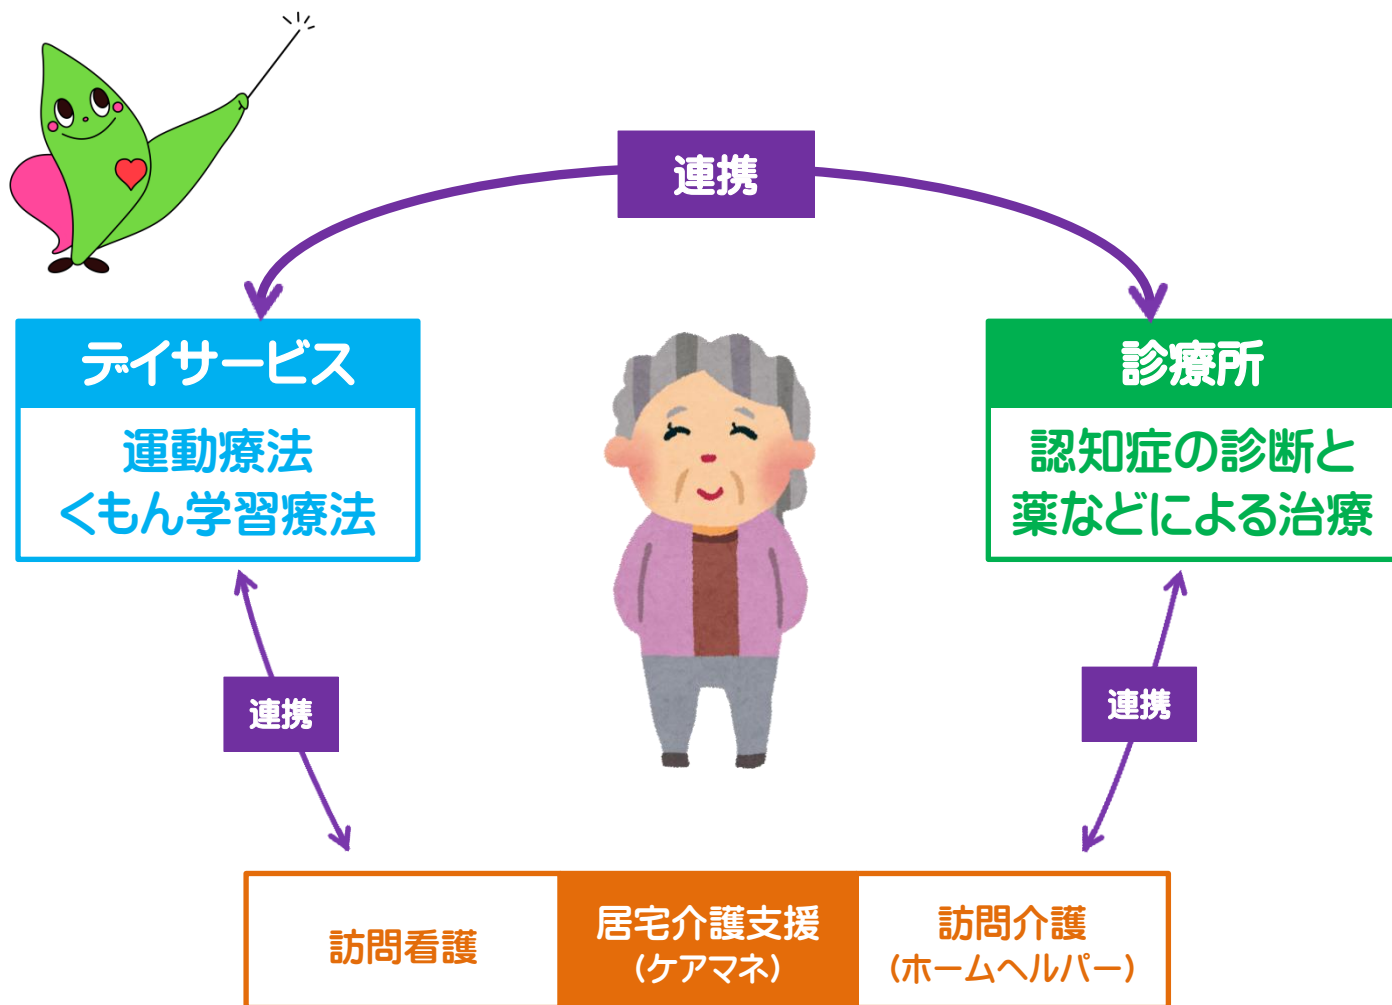 連携
デイサービス
運動療法
くもん学習療法
診療所
認知症の診断と
薬などによる治療
連携
連携
訪問看護
居宅介護支援
(ケアマネ)
訪問介護
(ホームヘルパー)